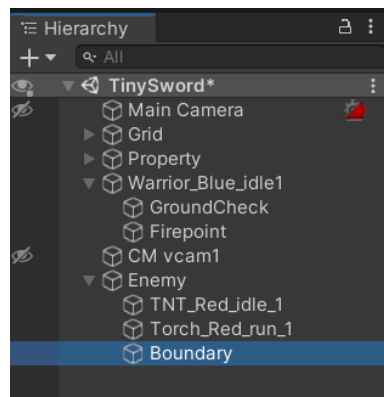 Hierarchy
All
TinySword*
Main Camera
Grid
Property
Warrior_Blue_idle1
GroundCheck
Firepoint
CM vcam1
Enemy
TNT_Red_idle_1
Torch_Red_run_1
Boundary